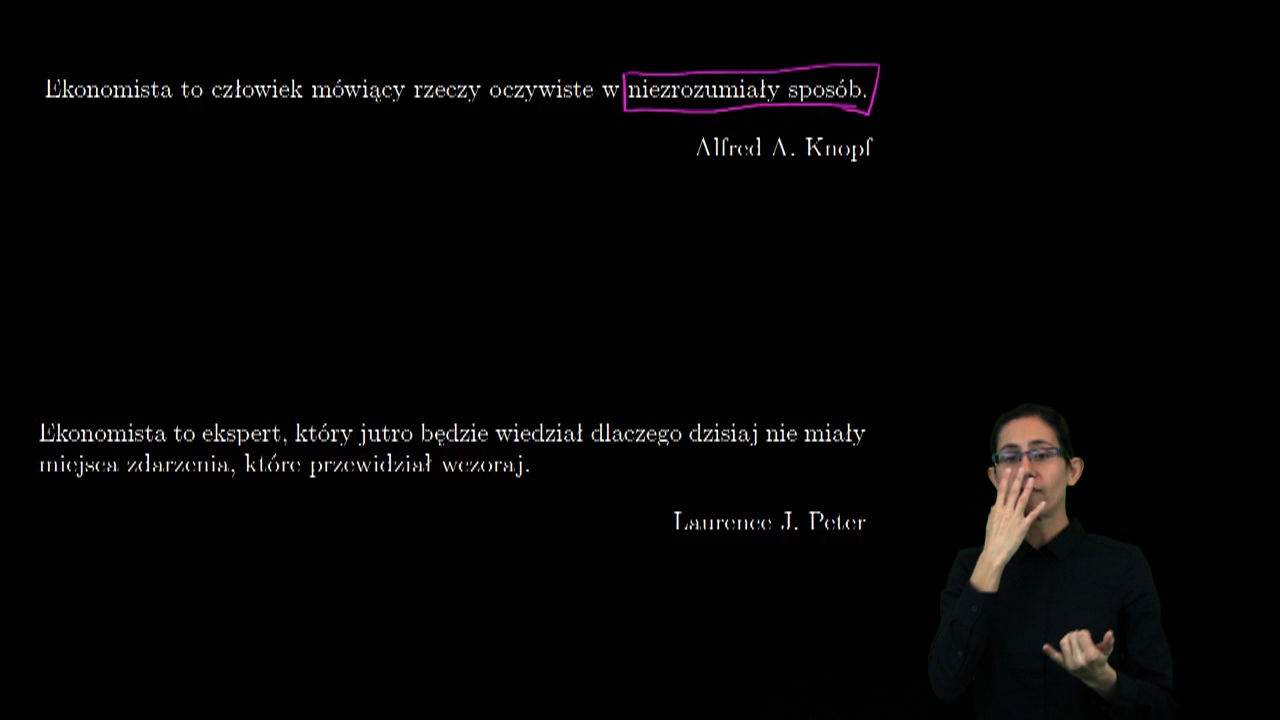 Ekonomista to człowiek mówiący rzeczy oczywiste w niezrozumiały sposób.
Alfred A. Knopf
Ekonomista to ekspert, który jutro będzie wiedział dlaczego dzisiaj nie miały
miejsca zdarzenia, które przewidział wczoraj.
Laurence J. Peter